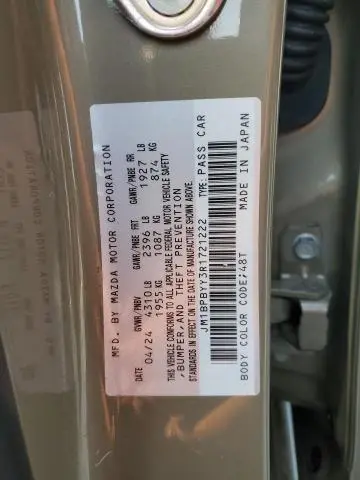 MFD. BY MAZDA MOTOR CORPORATION
GVWR/PNBV GAWR/PNBE FRT GAWR/PNBE RR
04/24 4310 LB 2396 LB 1927 LB
1955 KG 1087 KG 874 KG
THIS VEHICLE CONFORMS TO ALL APPLICABLE FEDERAL MOTOR VEHICLE SAFETY
STANDARDS IN EFFECT ON THE DATE OF MANUFACTURE SHOWN ABOVE.
,BUMPER,AND THEFT PREVENTION
JM1BPBYY3R1721222 TYPE: PASS CAR
BODY COLOR CODE/748T MADE IN JAPAN